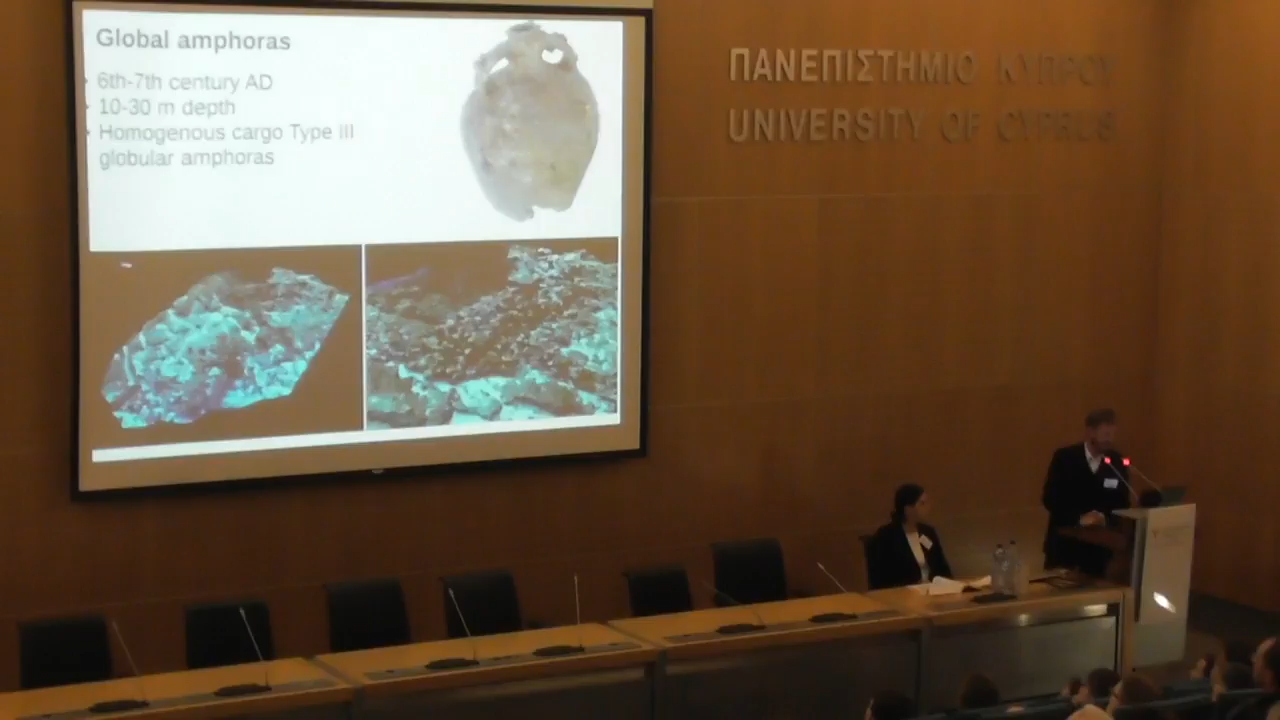 Global amphoras
6th-7th century AD
10-30 m depth
Homogenous cargo Type III
globular amphoras
ΠΑΝΕΠΙΣΤΗΜΙΟ ΚΥΠΡΟΥ
UNIVERSITY OF CYPRUS